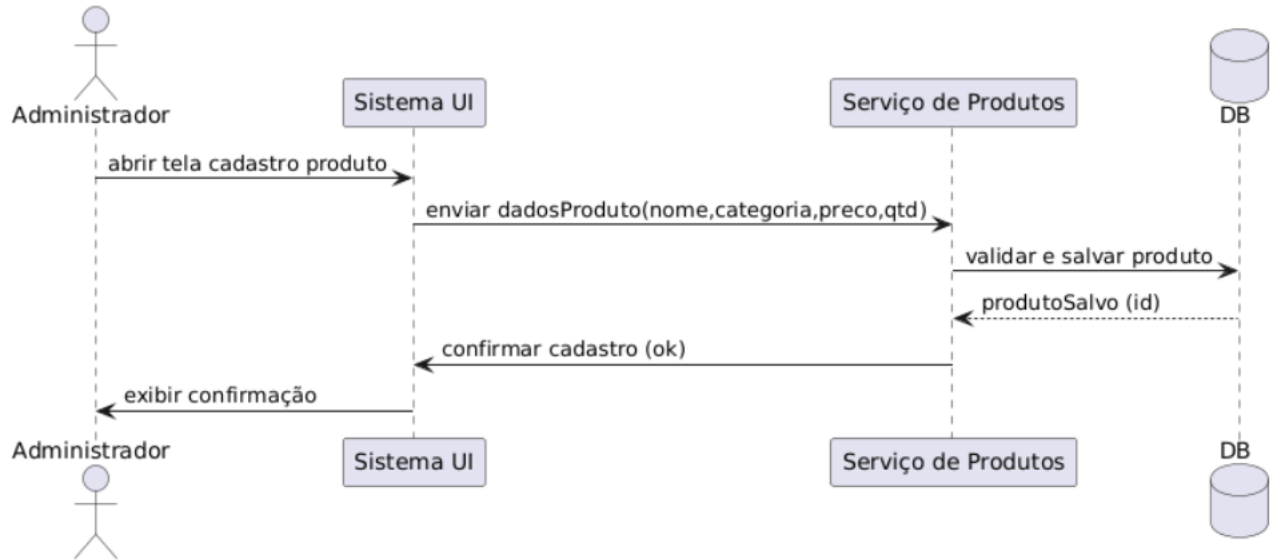 Administrador
Sistema UI
Serviço de Produtos
DB
abrir tela cadastro produto
enviar dadosProduto(nome,categoria,preco,qtd)
validar e salvar produto
produtoSalvo (id)
confirmar cadastro (ok)
exibir confirmação
Administrador
Sistema UI
Serviço de Produtos
DB